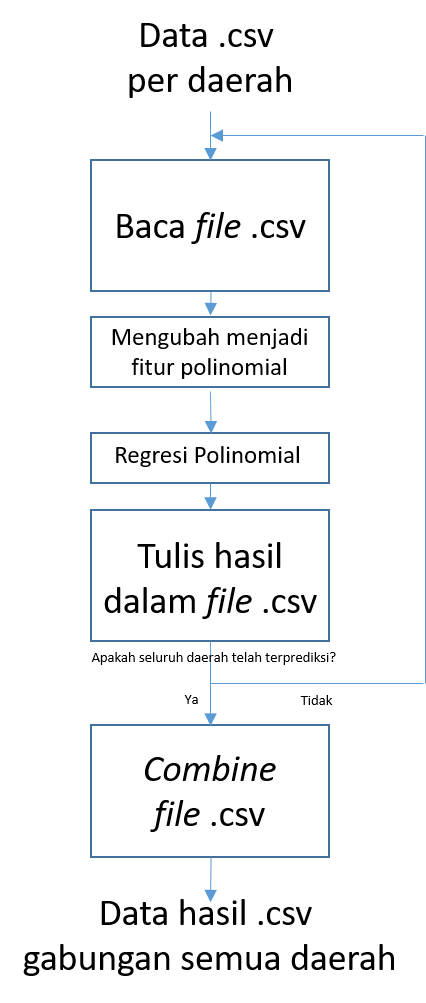 Data .csv
per daerah
Baca file .csv
Mengubah menjadi
fitur polinomial
Regresi Polinomial
Tulis hasil
dalam file .csv
Apakah seluruh daerah telah terprediksi?
Ya
Tidak
Combine
file .csv
Data hasil .csv
gabungan semua daerah